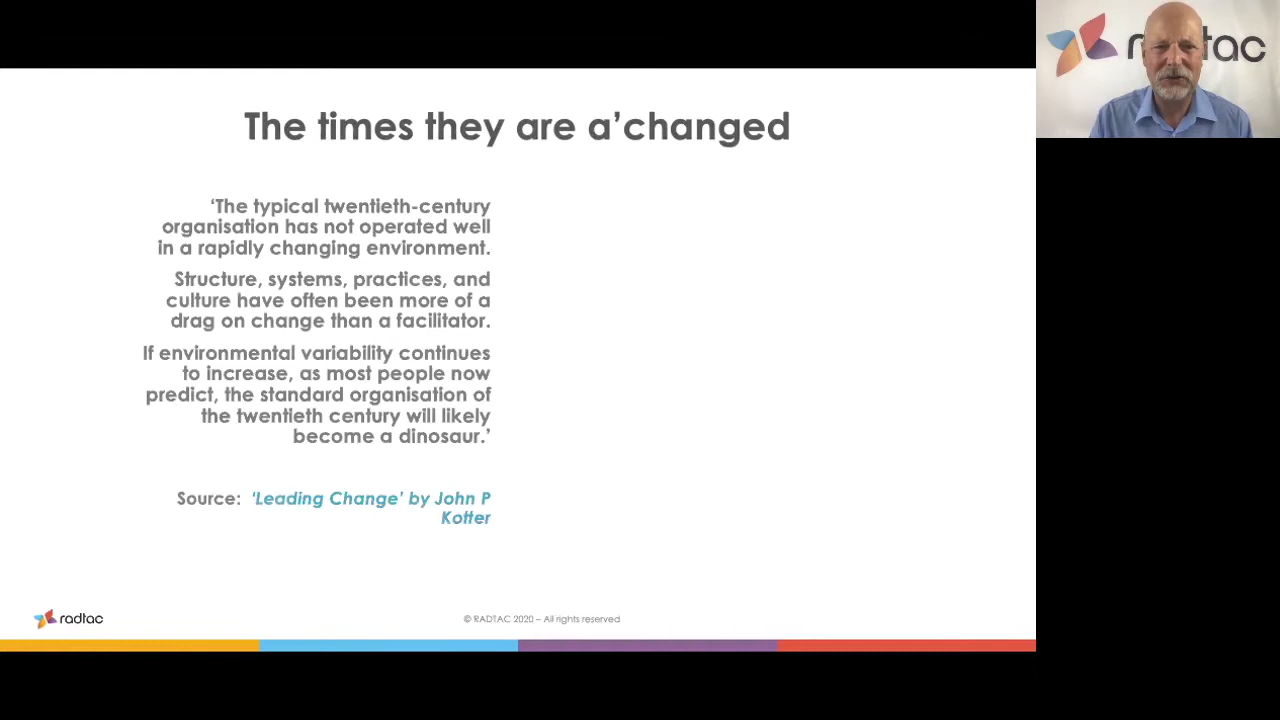 The times they are a’changed
‘The typical twentieth-century
organisation has not operated well
in a rapidly changing environment.
Structure, systems, practices, and
culture have often been more of a
drag on change than a facilitator.
If environmental variability continues
to increase, as most people now
predict, the standard organisation of
the twentieth century will likely
become a dinosaur.’
Source: ‘Leading Change’ by John P
Kotter
radtac
© RADTAC 2020 – All rights reserved
radtac